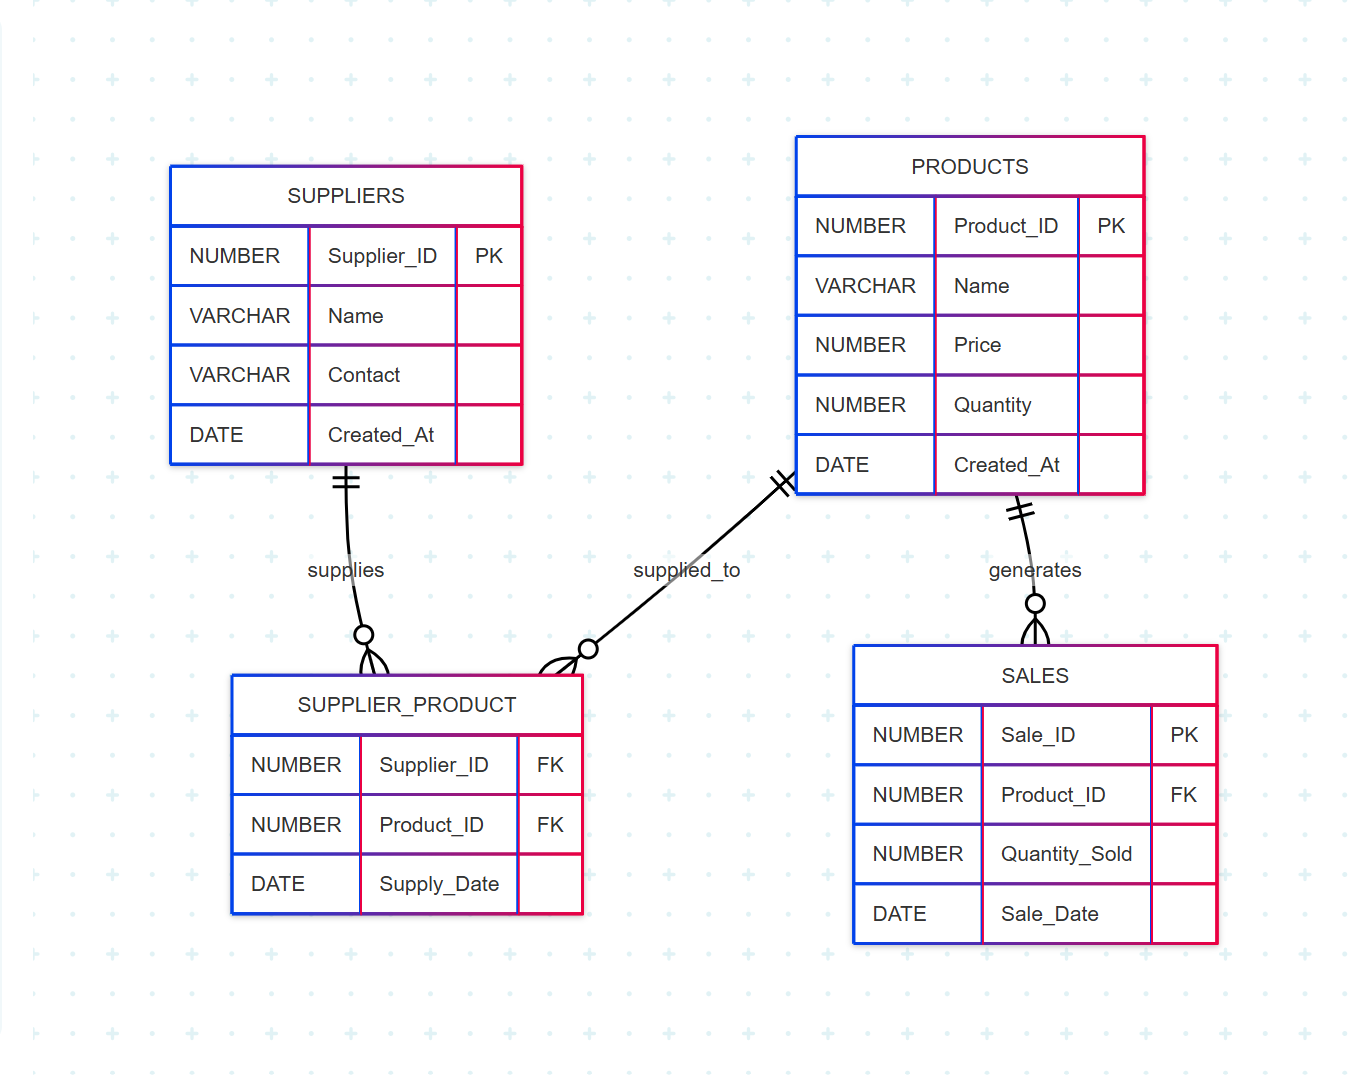 SUPPLIERS
NUMBER Supplier_ID PK
VARCHAR Name
VARCHAR Contact
DATE Created_At
PRODUCTS
NUMBER Product_ID PK
VARCHAR Name
NUMBER Price
NUMBER Quantity
DATE Created_At
supplies
supplied_to
generates
SUPPLIER_PRODUCT
NUMBER Supplier_ID FK
NUMBER Product_ID FK
DATE Supply_Date
SALES
NUMBER Sale_ID PK
NUMBER Product_ID FK
NUMBER Quantity_Sold
DATE Sale_Date